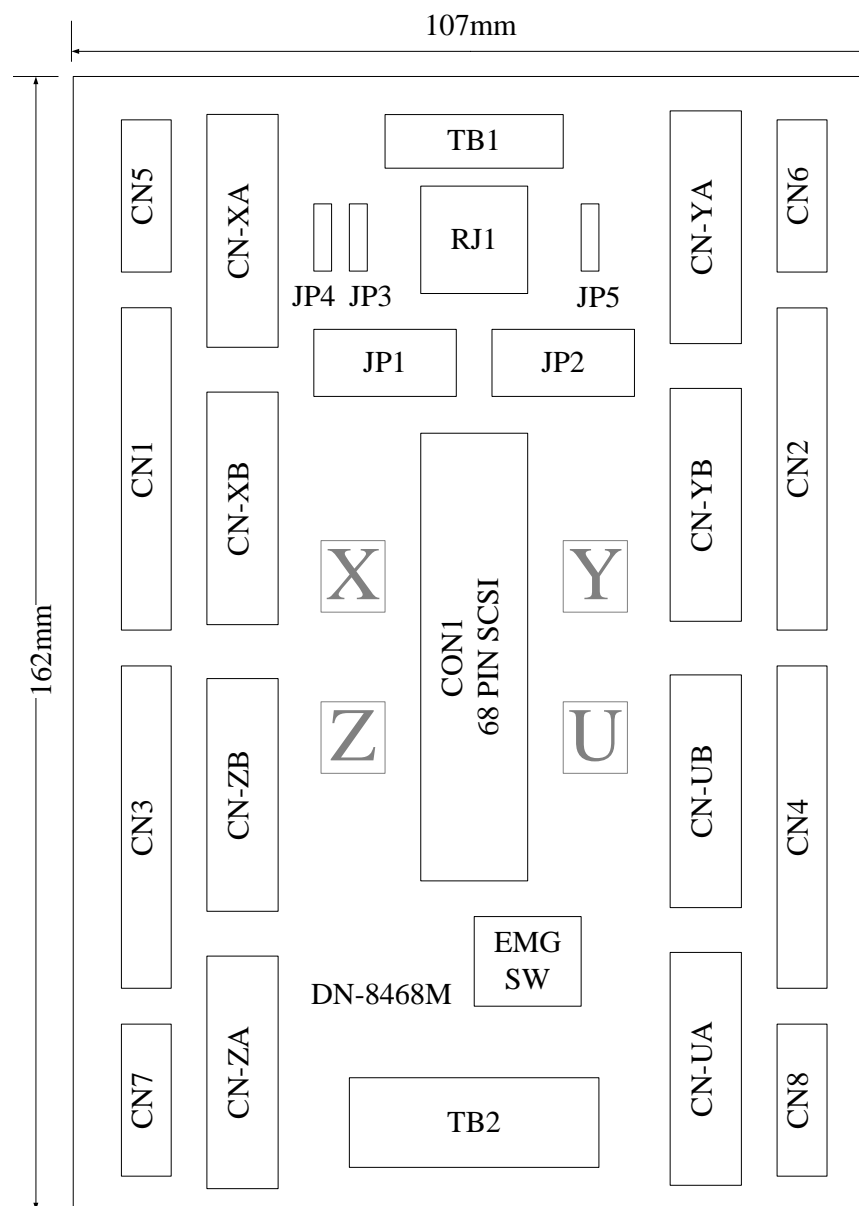 107mm
TB1
CN5
CN-XA
CN-YA
CN6
RJ1
JP4
JP3
JP5
JP1
JP2
CN1
CN-XB
CN-YB
CN2
X
Y
CON1
68 PIN SCSI
162mm
Z
U
CN3
CN-ZB
CN-UB
CN4
EMG
SW
DN-8468M
CN7
CN-ZA
CN-UA
CN8
TB2